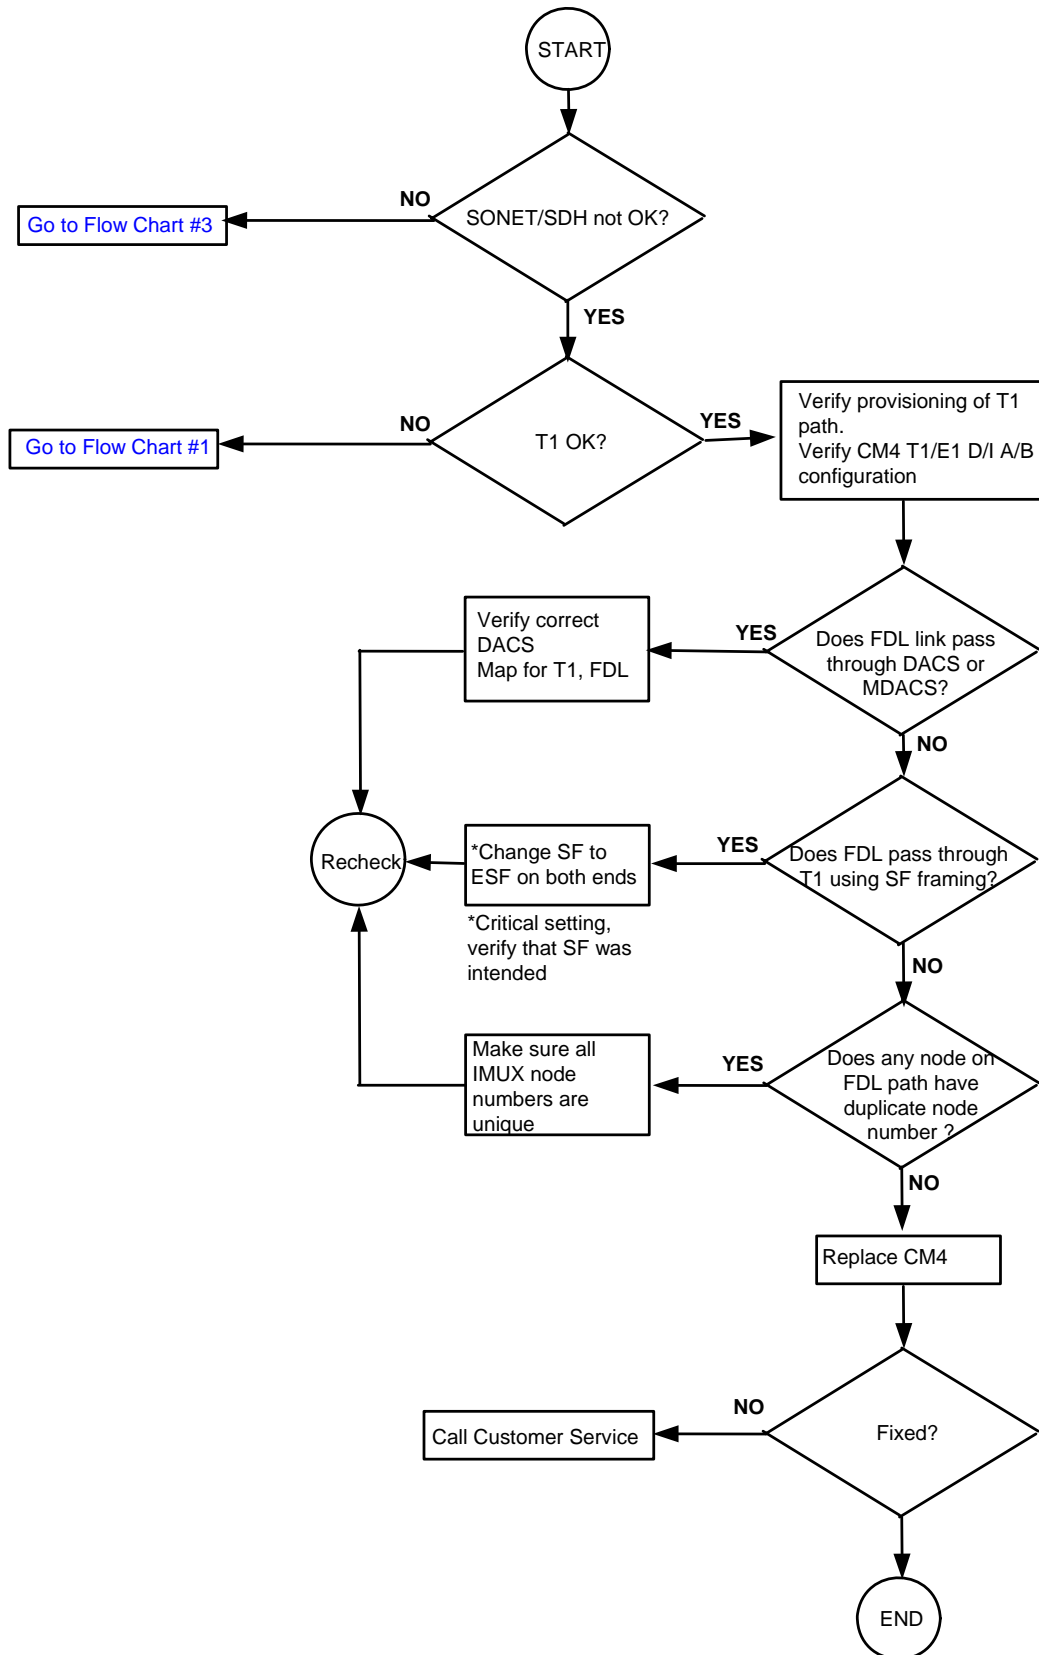 START
SONET/SDH not OK?
NO
Go to Flow Chart #3
YES
T1 OK?
NO
Go to Flow Chart #1
YES
Verify provisioning of T1
path.
Verify CM4 T1/E1 D/I A/B
configuration
Does FDL link pass
through DACS or
MDACS?
YES
Verify correct
DACS
Map for T1, FDL
NO
Does FDL pass through
T1 using SF framing?
YES
*Change SF to
ESF on both ends
*Critical setting,
verify that SF was
intended
Recheck
NO
Does any node on
FDL path have
duplicate node
number ?
YES
Make sure all
IMUX node
numbers are
unique
NO
Replace CM4
Fixed?
NO
Call Customer Service
END